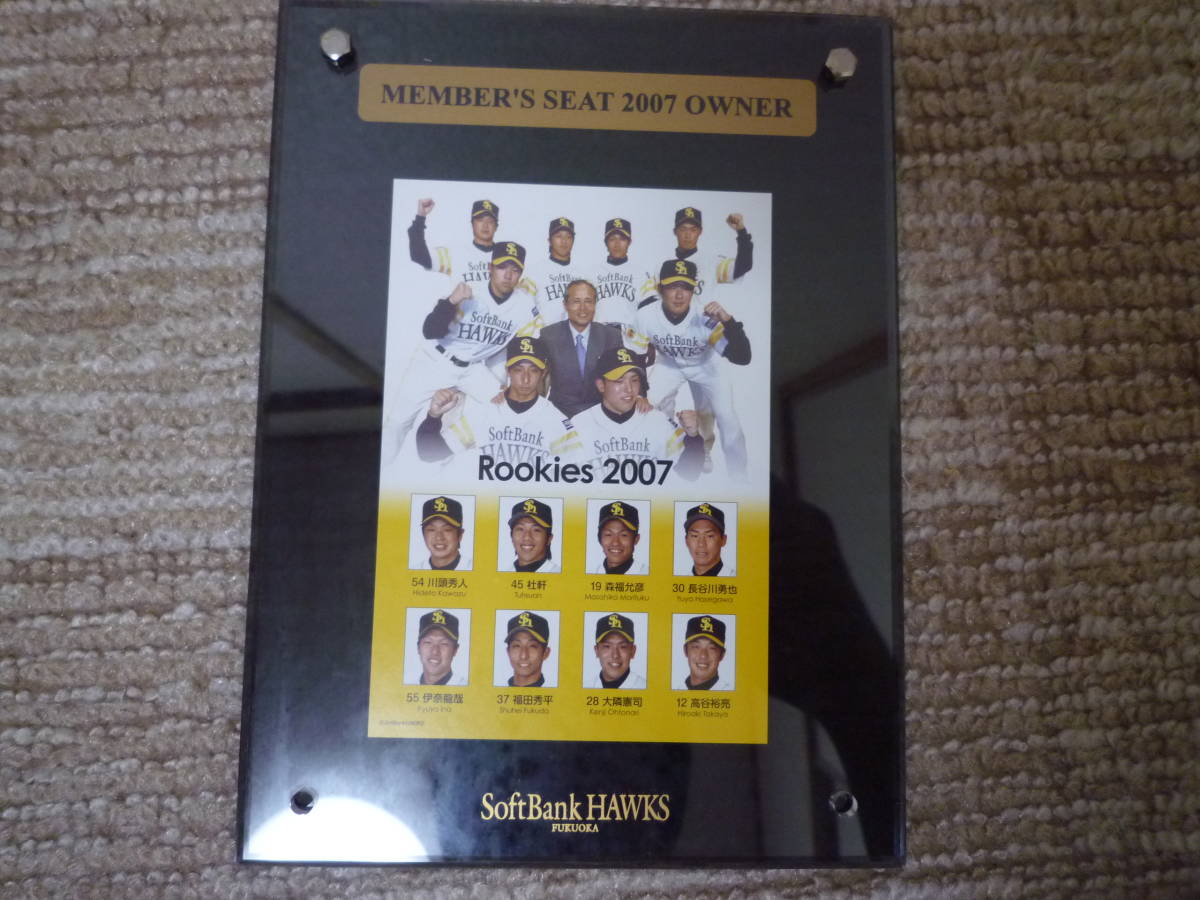 MEMBER'S SEAT 2007 OWNER
SoftBank
HAWKS
SoftBank
HAWKS
SoftBank
HAWKS
SoftBank
HAWKS
SoftBank
HAWKS
SoftBank
Rookies 2007
54 川頭秀人 45 杜軒 19 森福允彦 30 長谷川勇也
Hideto Kawazu Tuhsuan Masahiko Morifuku Yuya Hasegawa
55 伊奈龍哉 37 福田秀平 28 大隣憲司 12 高谷裕亮
Ryuya Ina Shuhei Fukuda Kenji Ohtonari Hiroaki Takaya
SoftBank HAWKS
FUKUOKA